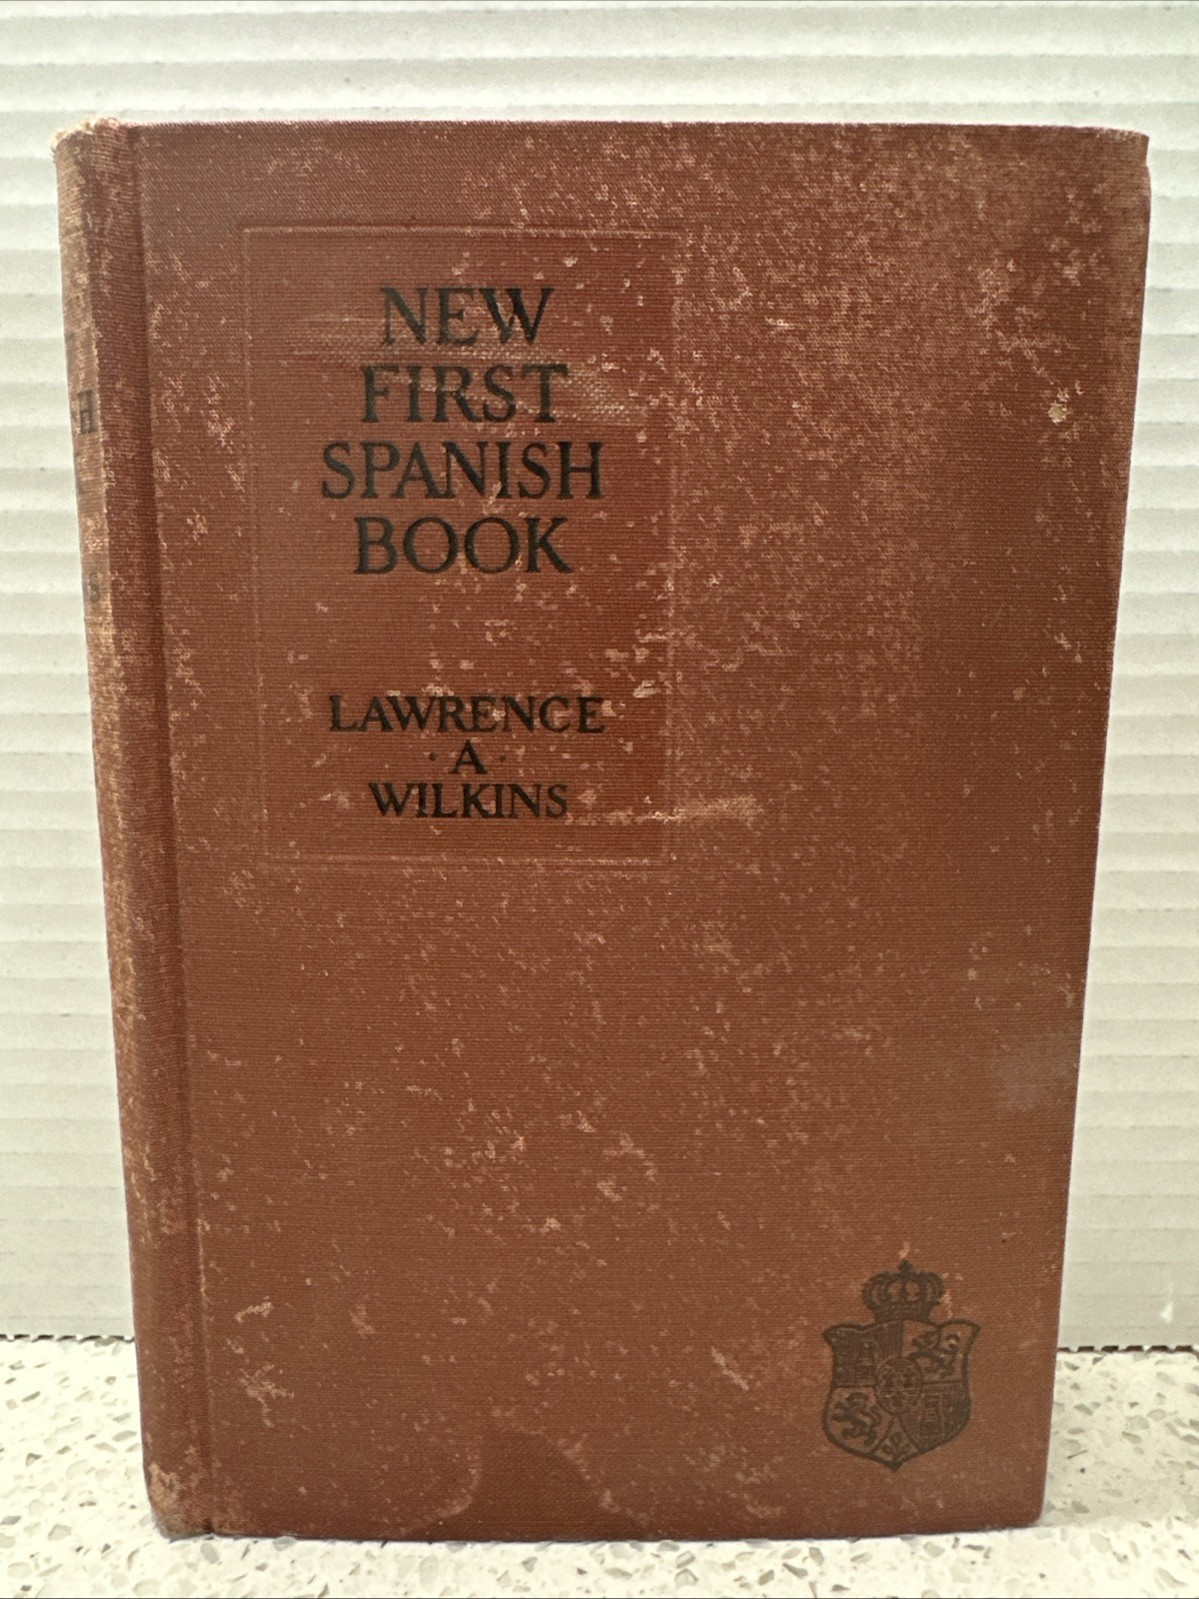 NEW
FIRST
SPANISH
BOOK
LAWRENCE
· A ·
WILKINS